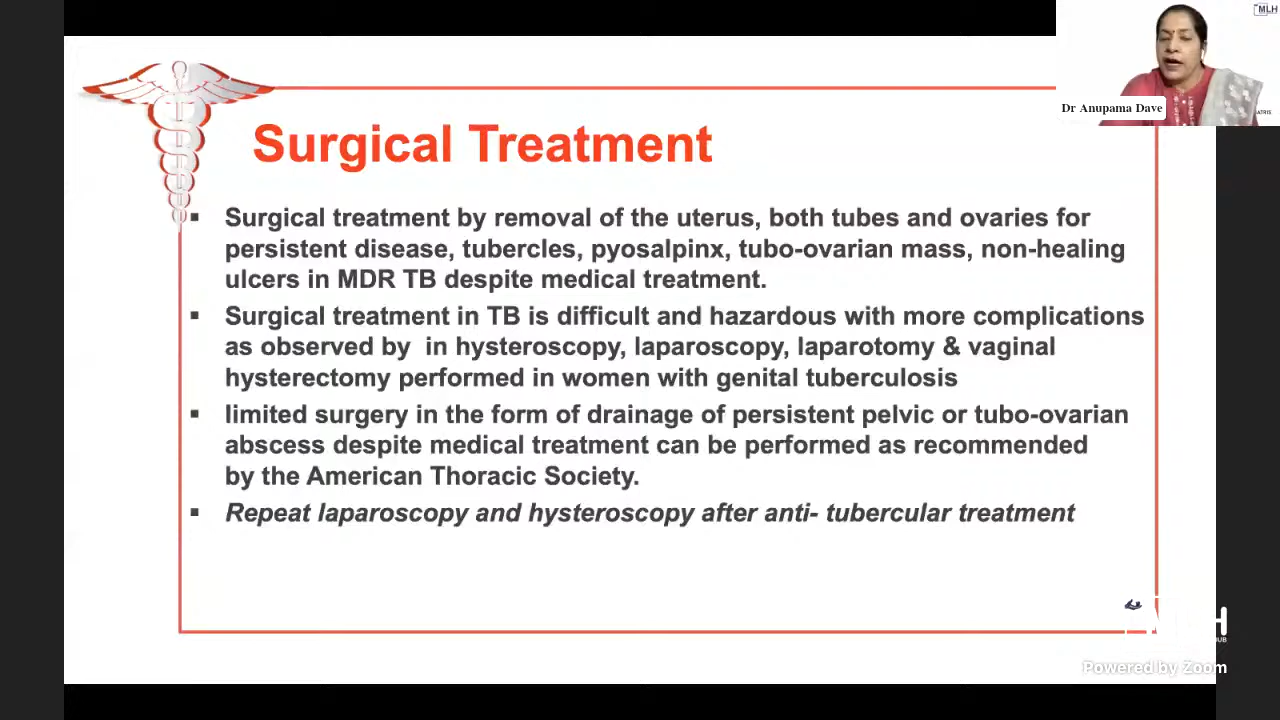 MLH
Dr Anupama Dave
ATRIS
Surgical Treatment
▪ Surgical treatment by removal of the uterus, both tubes and ovaries for
persistent disease, tubercles, pyosalpinx, tubo-ovarian mass, non-healing
ulcers in MDR TB despite medical treatment.
▪ Surgical treatment in TB is difficult and hazardous with more complications
as observed by in hysteroscopy, laparoscopy, laparotomy & vaginal
hysterectomy performed in women with genital tuberculosis
▪ limited surgery in the form of drainage of persistent pelvic or tubo-ovarian
abscess despite medical treatment can be performed as recommended
by the American Thoracic Society.
▪ Repeat laparoscopy and hysteroscopy after anti- tubercular treatment
H
UB
Powered by Zoom